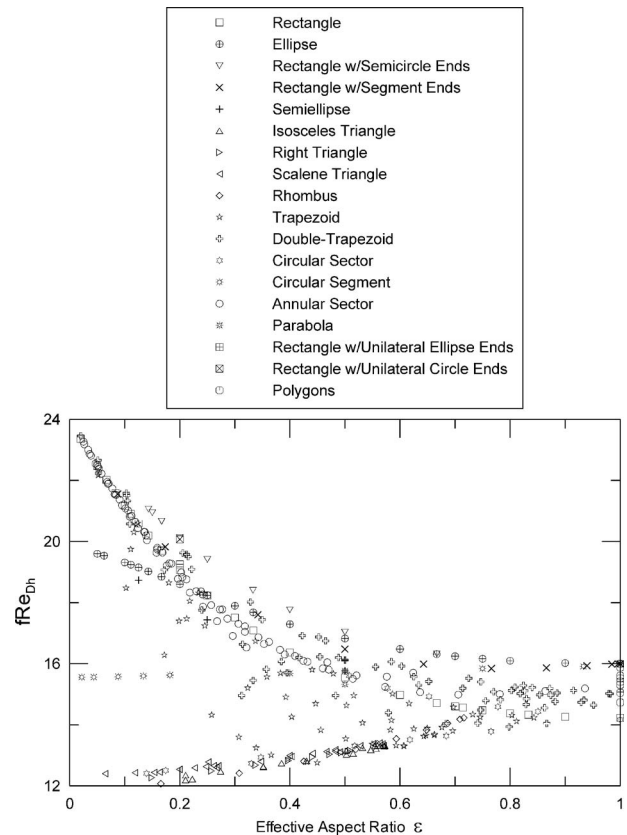 Rectangle
Ellipse
Rectangle w/Semicircle Ends
Rectangle w/Segment Ends
Semiellipse
Isosceles Triangle
Right Triangle
Scalene Triangle
Rhombus
Trapezoid
Double-Trapezoid
Circular Sector
Circular Segment
Annular Sector
Parabola
Rectangle w/Unilateral Ellipse Ends
Rectangle w/Unilateral Circle Ends
Polygons
24
20
16
12
fRe_Dh
0 0.2 0.4 0.6 0.8 1
Effective Aspect Ratio ε